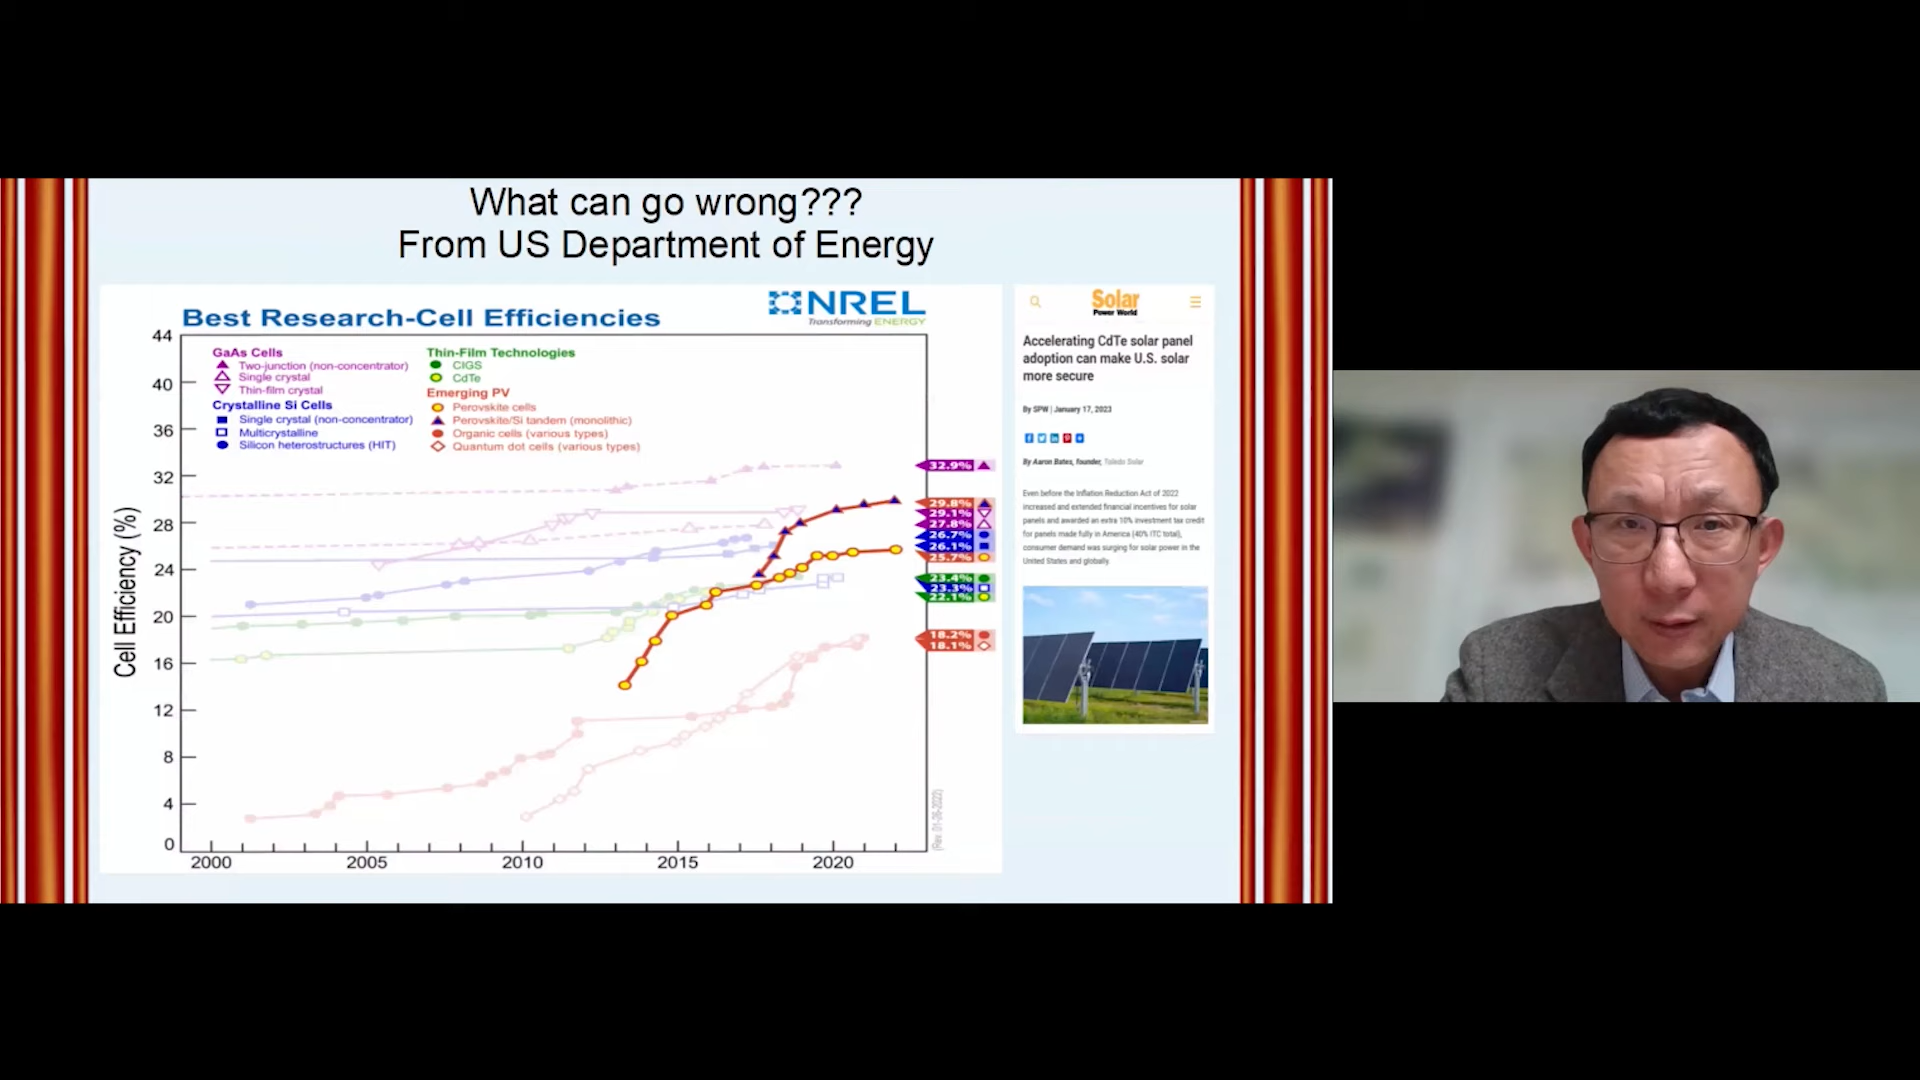 What can go wrong???
From US Department of Energy
Best Research-Cell Efficiencies
NREL
Transforming ENERGY
44
40
36
32
28
24
20
16
12
8
4
0
Cell Efficiency (%)
GaAs Cells
Two-junction (non-concentrator)
Single crystal
Thin-film crystal
Crystalline Si Cells
Single crystal (non-concentrator)
Multicrystalline
Silicon heterostructures (HIT)
Thin-Film Technologies
CIGS
CdTe
Emerging PV
Perovskite cells
Perovskite/Si tandem (monolithic)
Organic cells (various types)
Quantum dot cells (various types)
32.9%
29.8%
29.1%
27.8%
26.7%
26.1%
25.7%
23.4%
23.3%
22.1%
18.2%
18.1%
(Rev. 01-26-2022)
2000 2005 2010 2015 2020
Solar
Power World
Accelerating CdTe solar panel
adoption can make U.S. solar
more secure
By SPW | January 17, 2023
By Aaron Bates, founder, Toledo Solar
Even before the Inflation Reduction Act of 2022
increased and extended financial incentives for solar
panels and awarded an extra 10% investment tax credit
for panels made fully in America (40% ITC total),
consumer demand was surging for solar power in the
United States and globally.